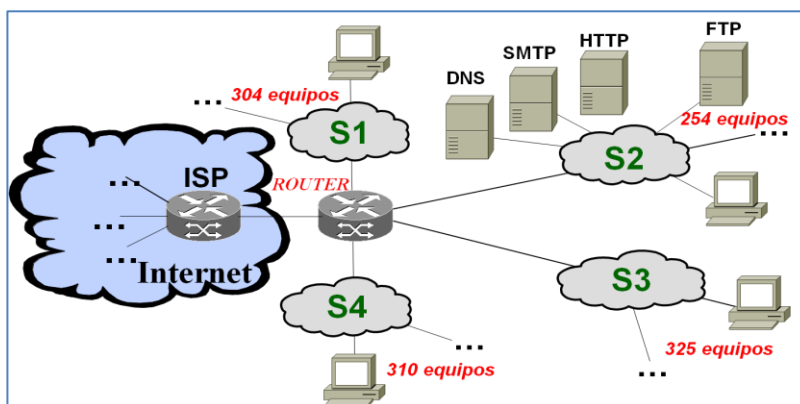 HTTP
FTP
SMTP
DNS
304 equipos
...
S1
254 equipos
...
S2
ISP
ROUTER
...
...
...
Internet
S3
S4
...
310 equipos
325 equipos
...